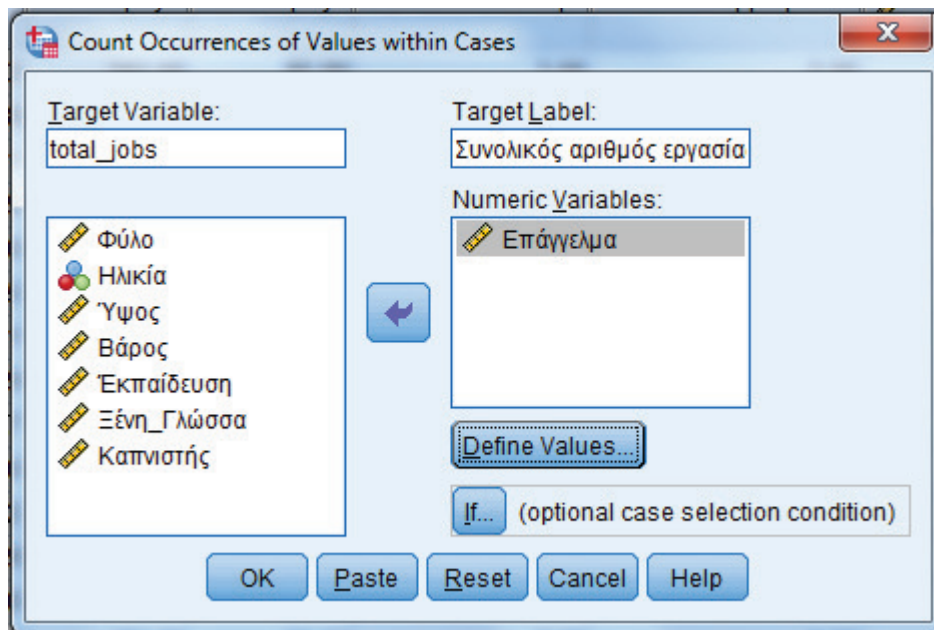 Count Occurrences of Values within Cases
Target Variable:
total_jobs
Target Label:
Συνολικός αριθμός εργασία
Φύλο
Ηλικία
Ύψος
Βάρος
Έκπαίδευση
Ξένη_Γλώσσα
Καπνιστής
Numeric Variables:
Επάγγελμα
Define Values...
If... (optional case selection condition)
OK Paste Reset Cancel Help